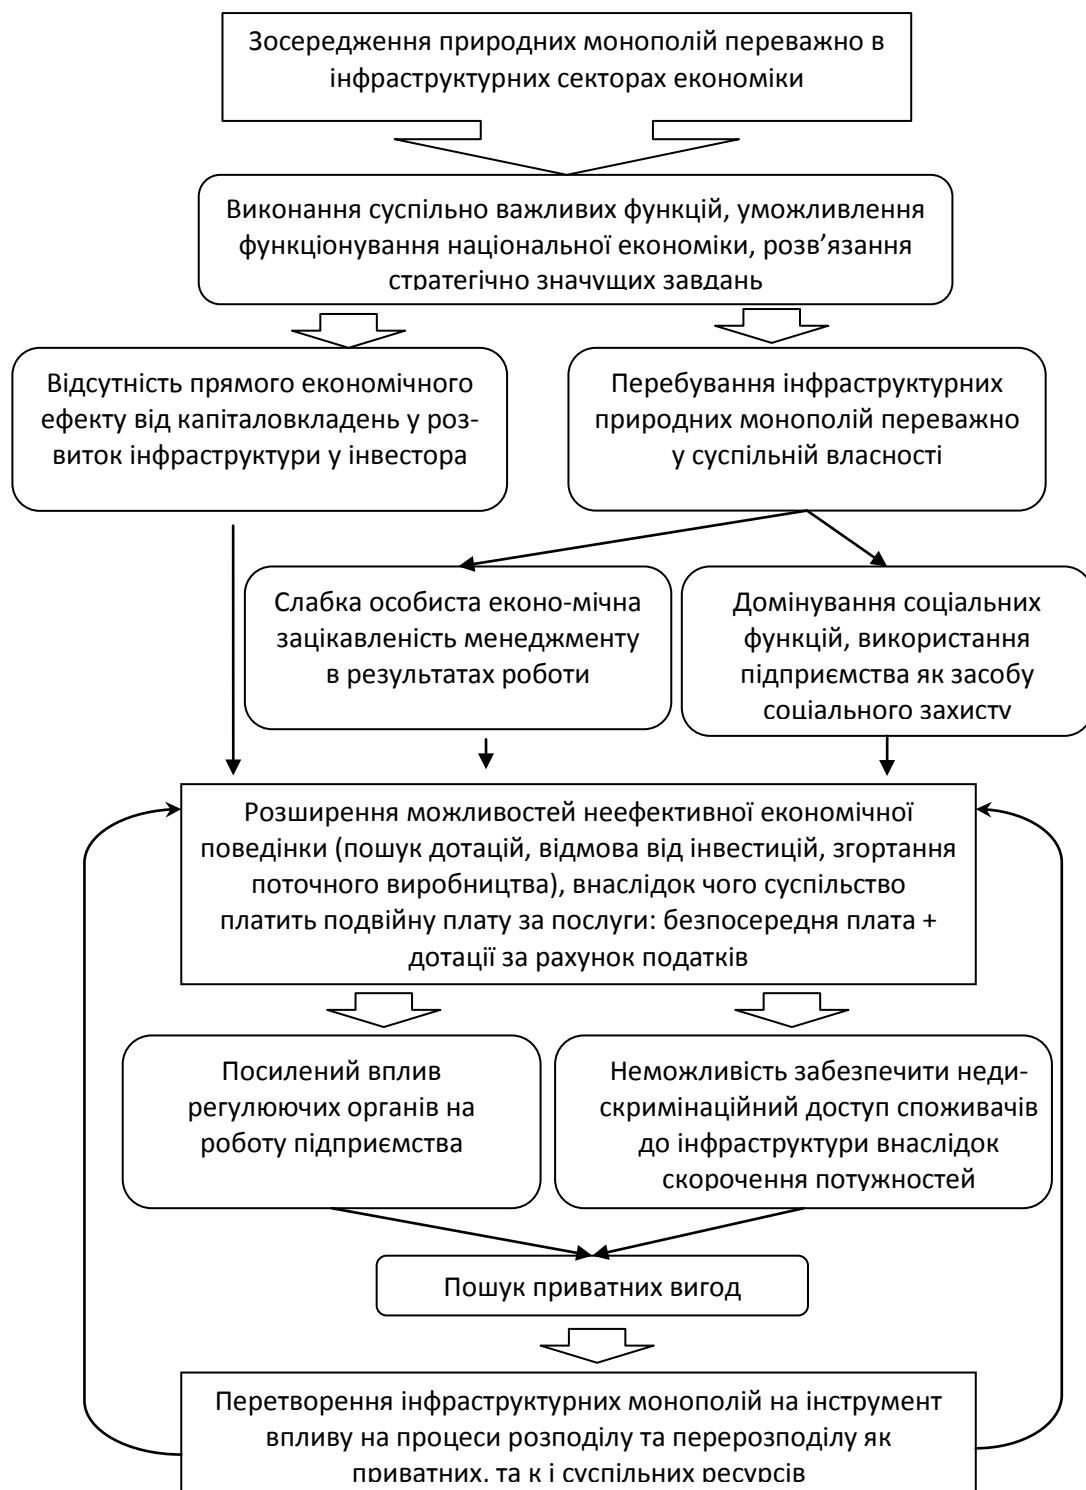 Зосередження природних монополій переважно в
інфраструктурних секторах економіки
Виконання суспільно важливих функцій, уможливлення
функціонування національної економіки, розв’язання
стратегічно значущих завдань
Відсутність прямого економічного
ефекту від капіталовкладень у роз-
виток інфраструктури у інвестора
Перебування інфраструктурних
природних монополій переважно
у суспільній власності
Слабка особиста еконо-мічна
зацікавленість менеджменту
в результатах роботи
Домінування соціальних
функцій, використання
підприємства як засобу
соціального захисту
Розширення можливостей неефективної економічної
поведінки (пошук дотацій, відмова від інвестицій, згортання
поточного виробництва), внаслідок чого суспільство
платить подвійну плату за послуги: безпосередня плата +
дотації за рахунок податків
Посилений вплив
регулюючих органів на
роботу підприємства
Неможливість забезпечити неди-
скримінаційний доступ споживачів
до інфраструктури внаслідок
скорочення потужностей
Пошук приватних вигод
Перетворення інфраструктурних монополій на інструмент
впливу на процеси розподілу та перерозподілу як
приватних, та к і суспільних ресурсів